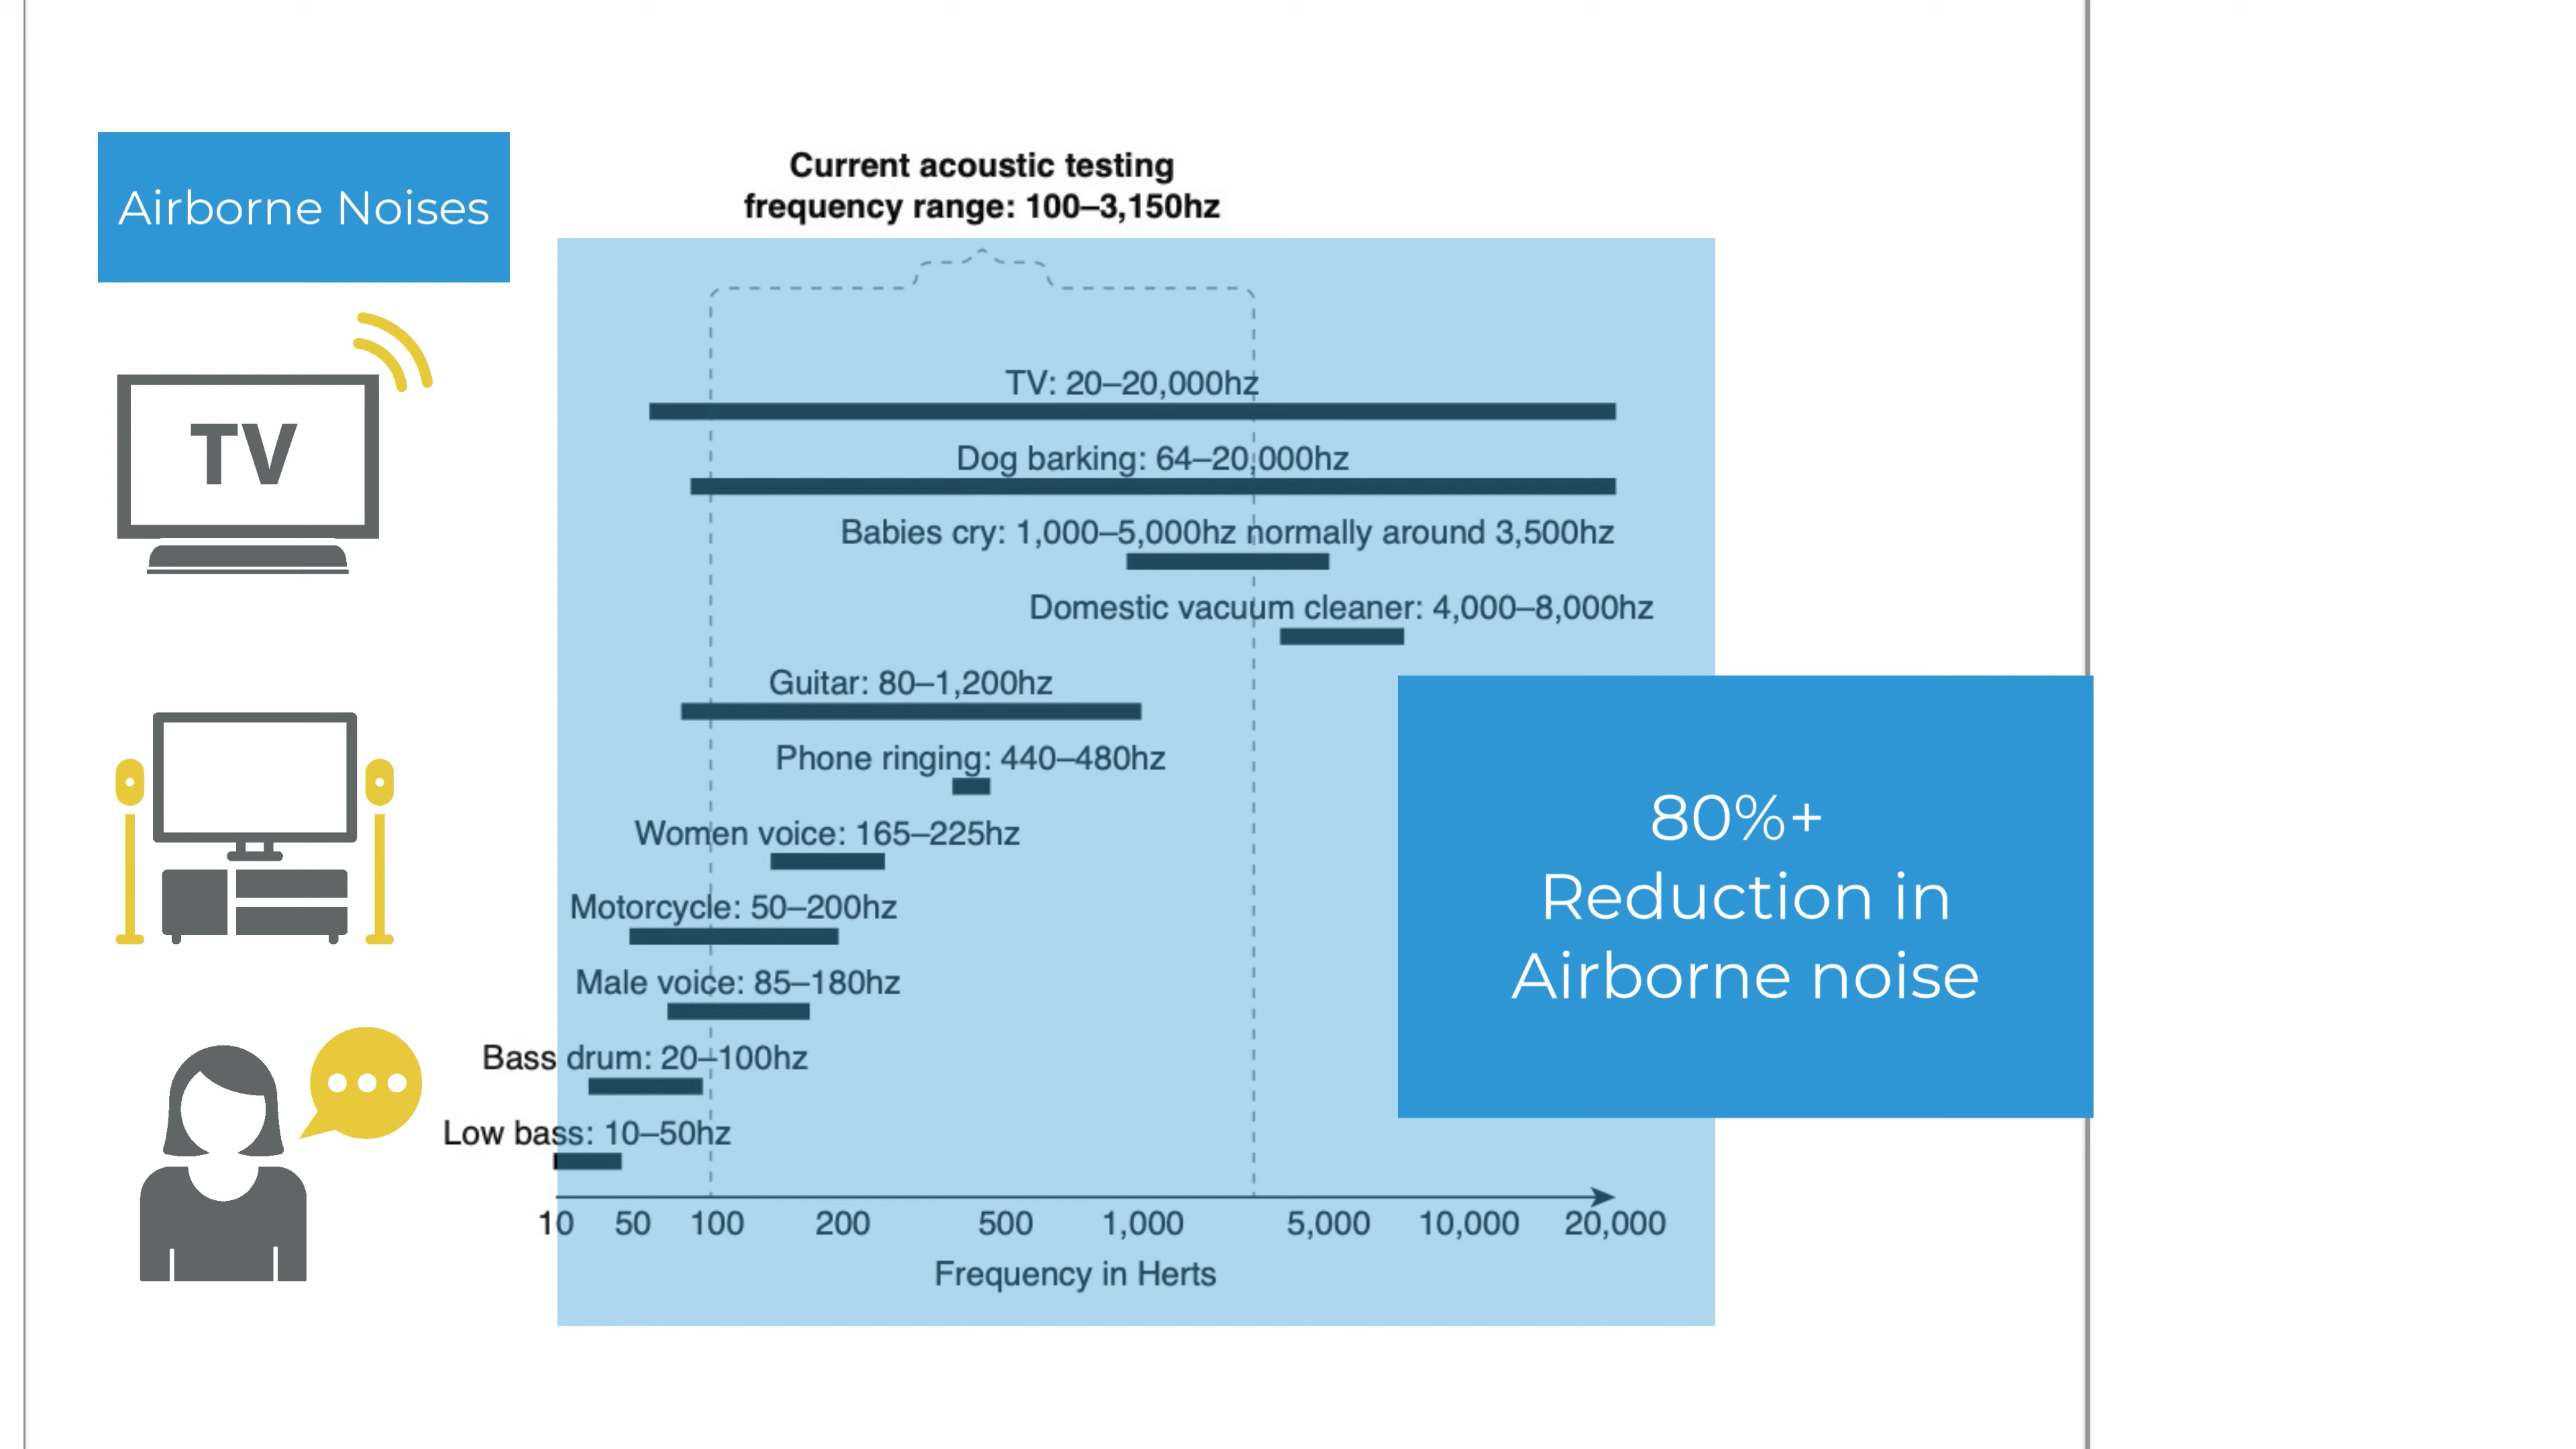 Airborne Noises
TV
Current acoustic testing
frequency range: 100–3,150hz
TV: 20–20,000hz
Dog barking: 64–20,000hz
Babies cry: 1,000–5,000hz normally around 3,500hz
Domestic vacuum cleaner: 4,000–8,000hz
Guitar: 80–1,200hz
Phone ringing: 440–480hz
Women voice: 165–225hz
Motorcycle: 50–200hz
Male voice: 85–180hz
Bass drum: 20–100hz
Low bass: 10–50hz
10 50 100 200 500 1,000 5,000 10,000 20,000
Frequency in Herts
80%+
Reduction in
Airborne noise